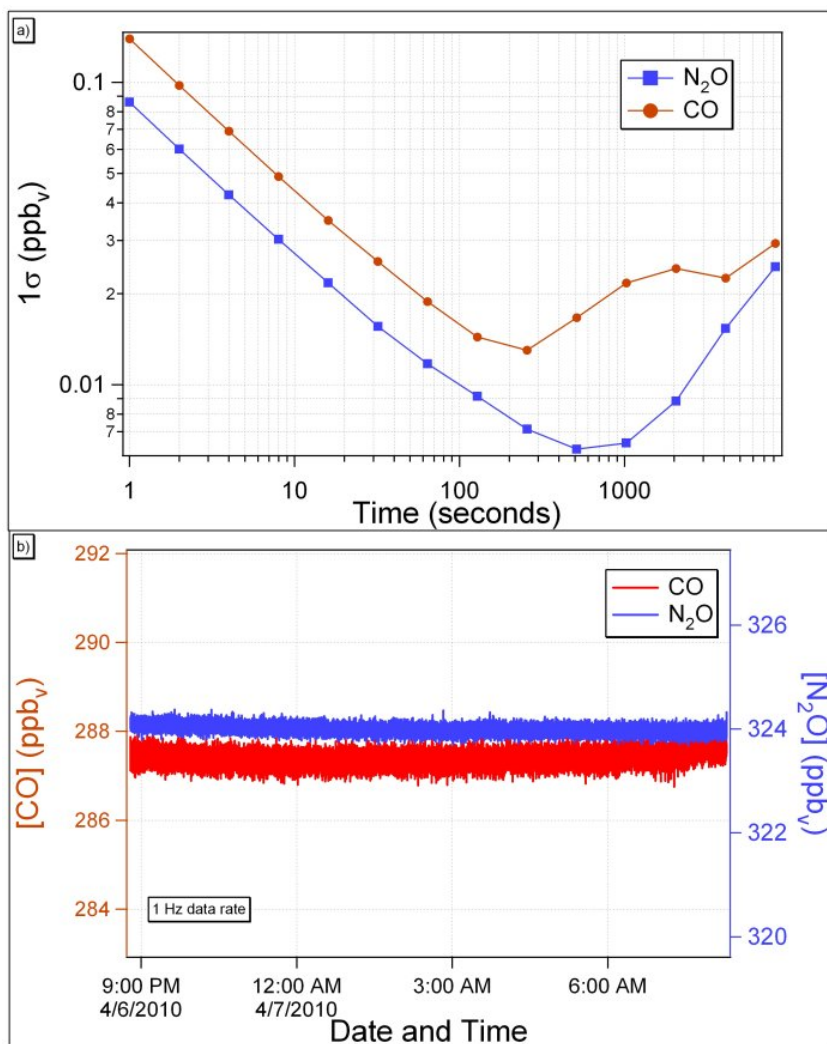 a)
0.1
8
7
6
5
4
3
2
0.01
8
7
1σ (ppbᵥ)
N₂O
CO
1 10 100 1000
Time (seconds)
b)
292
290
288
286
284
[CO] (ppbᵥ)
CO
N₂O
326
324
322
320
[N₂O] (ppbᵥ)
1 Hz data rate
9:00 PM 12:00 AM 3:00 AM 6:00 AM
4/6/2010 4/7/2010
Date and Time